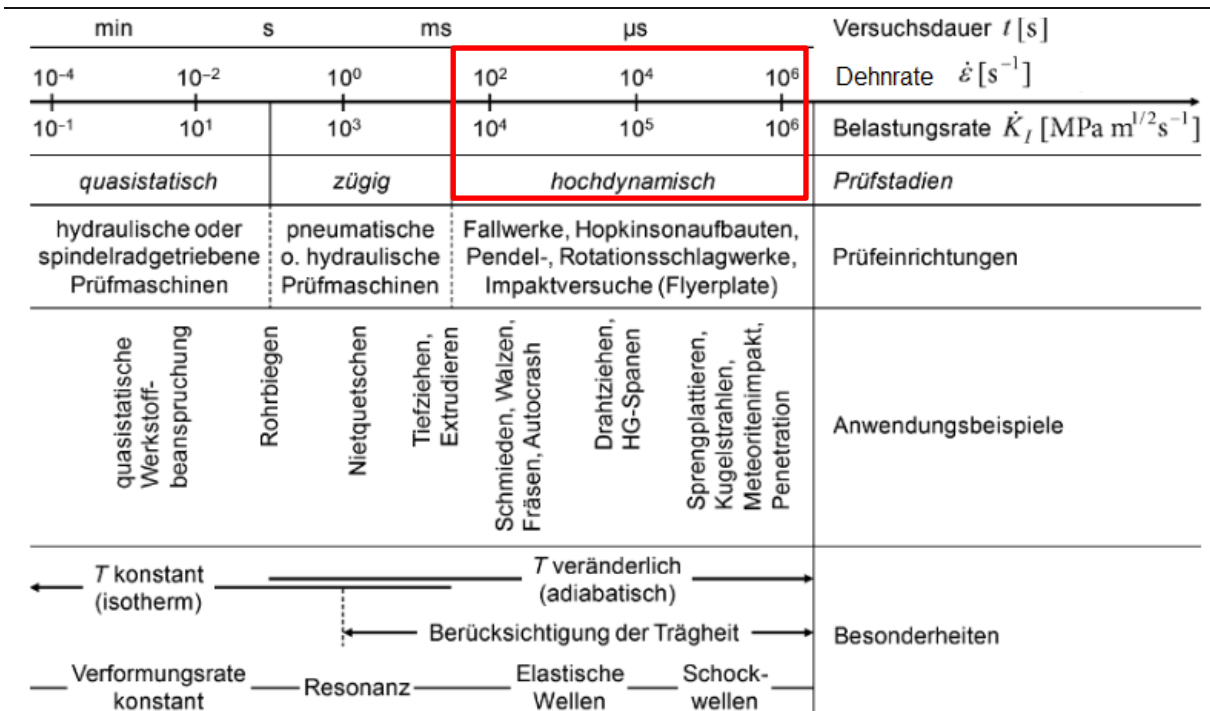 min s ms µs Versuchsdauer t [s]
10⁻⁴ 10⁻² 10⁰ 10² 10⁴ 10⁶ Dehnrate ε̇ [s⁻¹]
10⁻¹ 10¹ 10³ 10⁴ 10⁵ 10⁶ Belastungsrate K̇_I [MPa m^1/2 s⁻¹]
quasistatisch zügig hochdynamisch Prüfstadien
hydraulische oder
spindelradgetriebene
Prüfmaschinen
pneumatische
o. hydraulische
Prüfmaschinen
Fallwerke, Hopkinsonaufbauten,
Pendel-, Rotationsschlagwerke,
Impaktversuche (Flyerplate)
Prüfeinrichtungen
quasistatische
Werkstoff-
beanspruchung
Rohrbiegen
Nietquetschen
Tiefziehen,
Extrudieren
Schmieden, Walzen,
Fräsen, Autocrash
Drahtziehen,
HG-Spanen
Sprengplattieren,
Kugelstrahlen,
Meteoritenimpakt,
Penetration
Anwendungsbeispiele
T konstant
(isotherm)
T veränderlich
(adiabatisch)
Berücksichtigung der Trägheit
Besonderheiten
Verformungsrate
konstant
Resonanz
Elastische
Wellen
Schock-
wellen